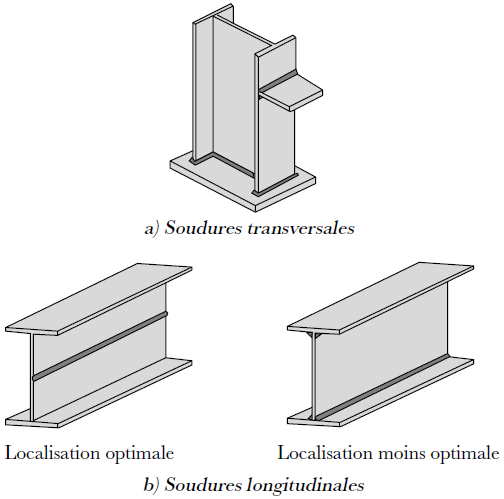 a) Soudures transversales
Localisation optimale
Localisation moins optimale
b) Soudures longitudinales